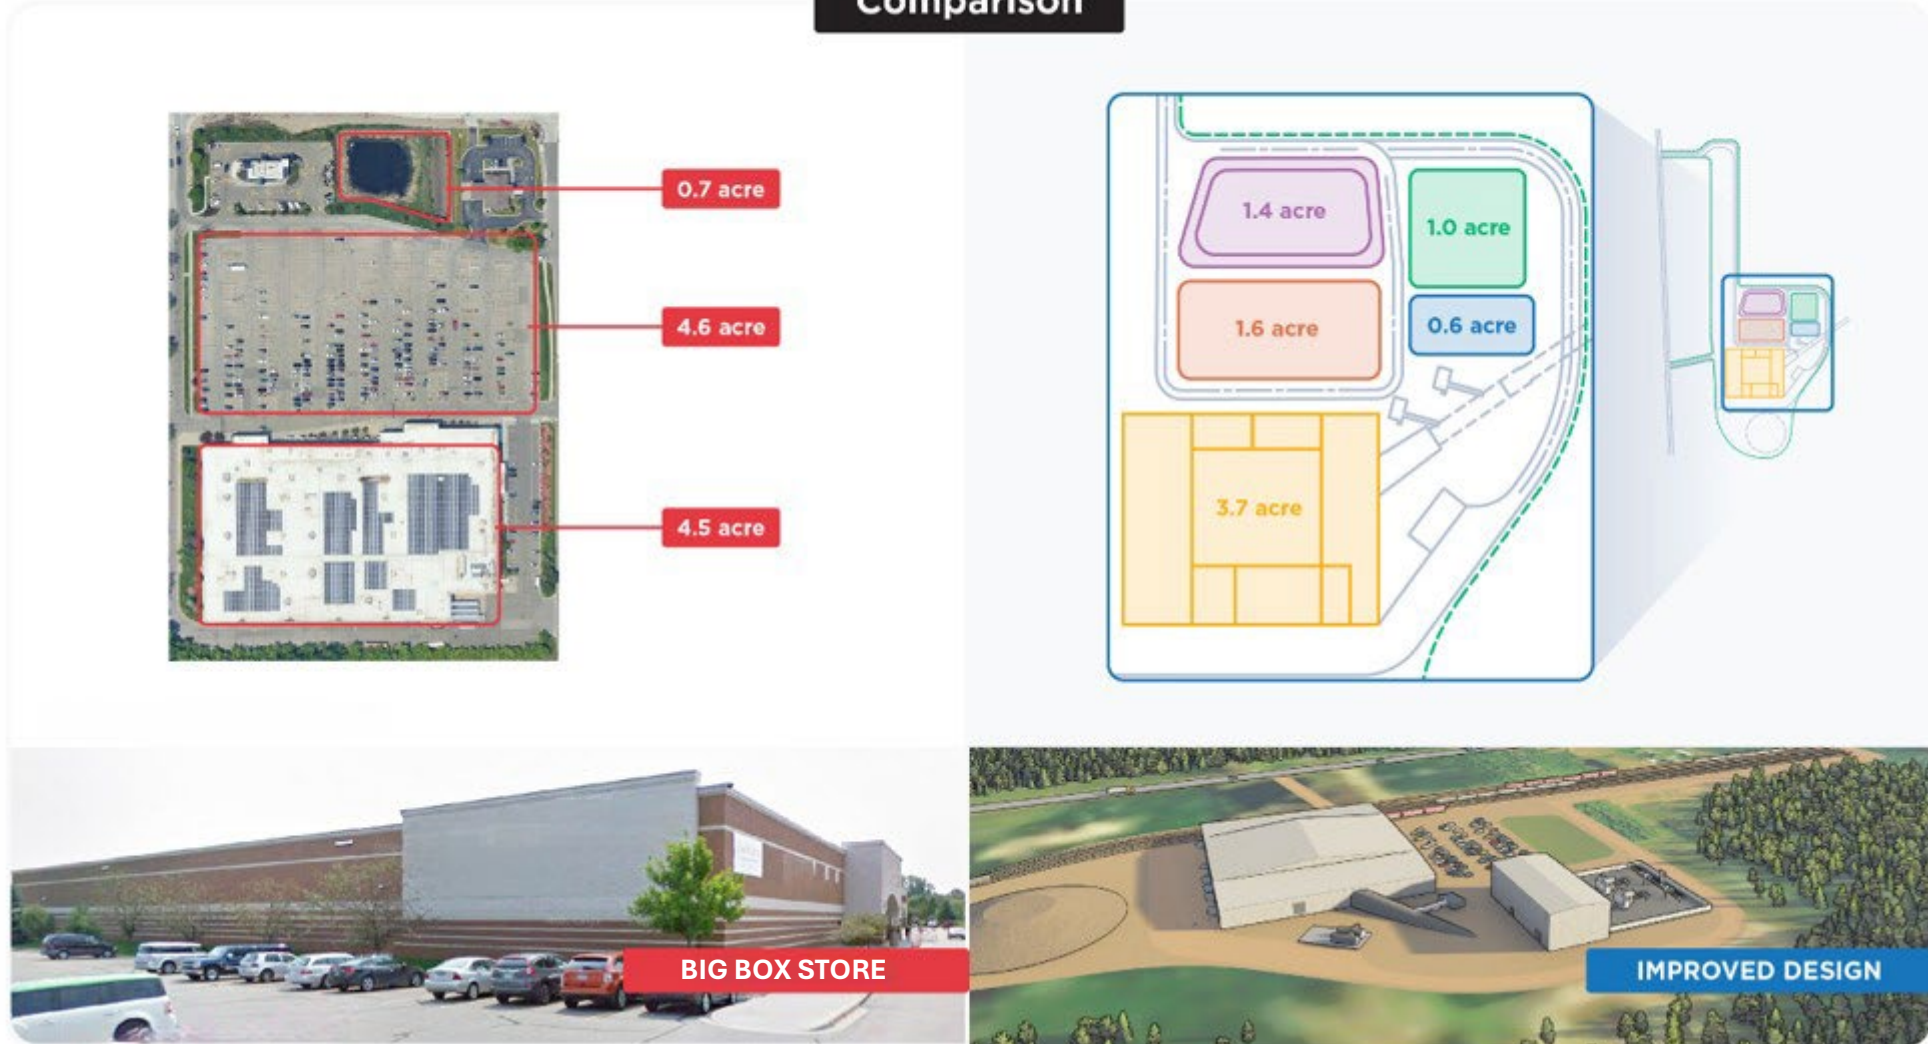 Comparison
0.7 acre
4.6 acre
4.5 acre
1.4 acre
1.0 acre
1.6 acre
0.6 acre
3.7 acre
BIG BOX STORE
IMPROVED DESIGN